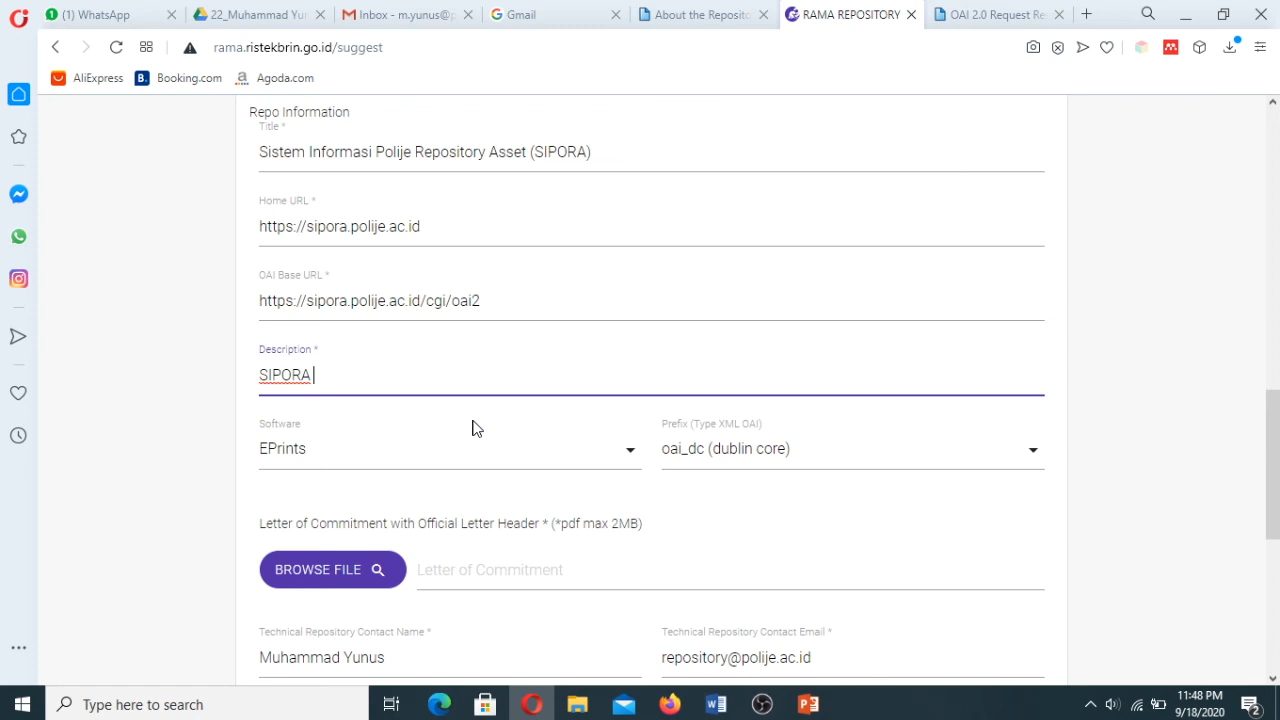 (1) WhatsApp
22_Muhammad Yu
Inbox - m.yunus@p
Gmail
About the Reposito
RAMA REPOSITORY
OAI 2.0 Request Re
rama.ristekbrin.go.id/suggest
AliExpress
B. Booking.com
a Agoda.com
Repo Information
Title *
Sistem Informasi Polije Repository Asset (SIPORA)
Home URL *
https://sipora.polije.ac.id
OAI Base URL *
https://sipora.polije.ac.id/cgi/oai2
Description *
SIPORA
Software
Prefix (Type XML OAI)
EPrints
oai_dc (dublin core)
Letter of Commitment with Official Letter Header * (*pdf max 2MB)
BROWSE FILE
Letter of Commitment
Technical Repository Contact Name *
Technical Repository Contact Email *
Muhammad Yunus
repository@polije.ac.id
Type here to search
11:48 PM
9/18/2020
2